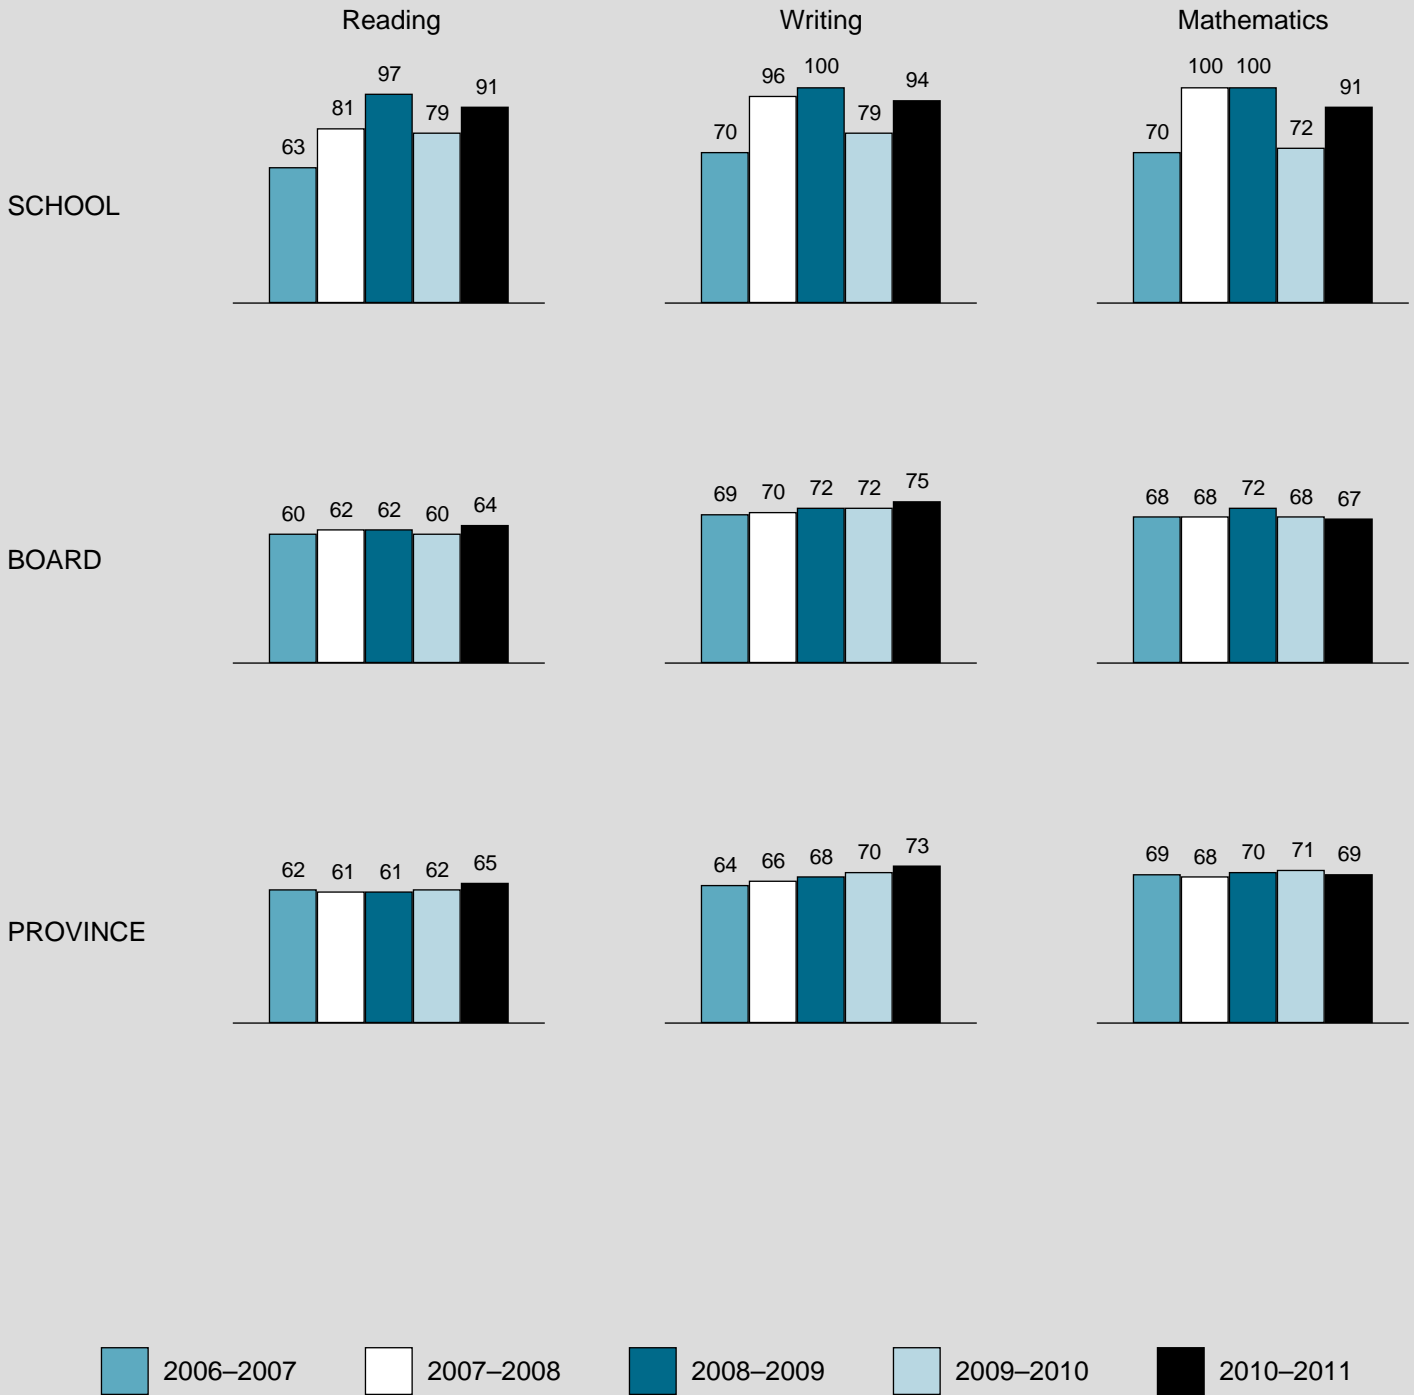 Reading Writing Mathematics
SCHOOL
63 81 97 79 91
70 96 100 79 94
70 100 100 72 91
BOARD
60 62 62 60 64
69 70 72 72 75
68 68 72 68 67
PROVINCE
62 61 61 62 65
64 66 68 70 73
69 68 70 71 69
2006–2007 2007–2008 2008–2009 2009–2010 2010–2011